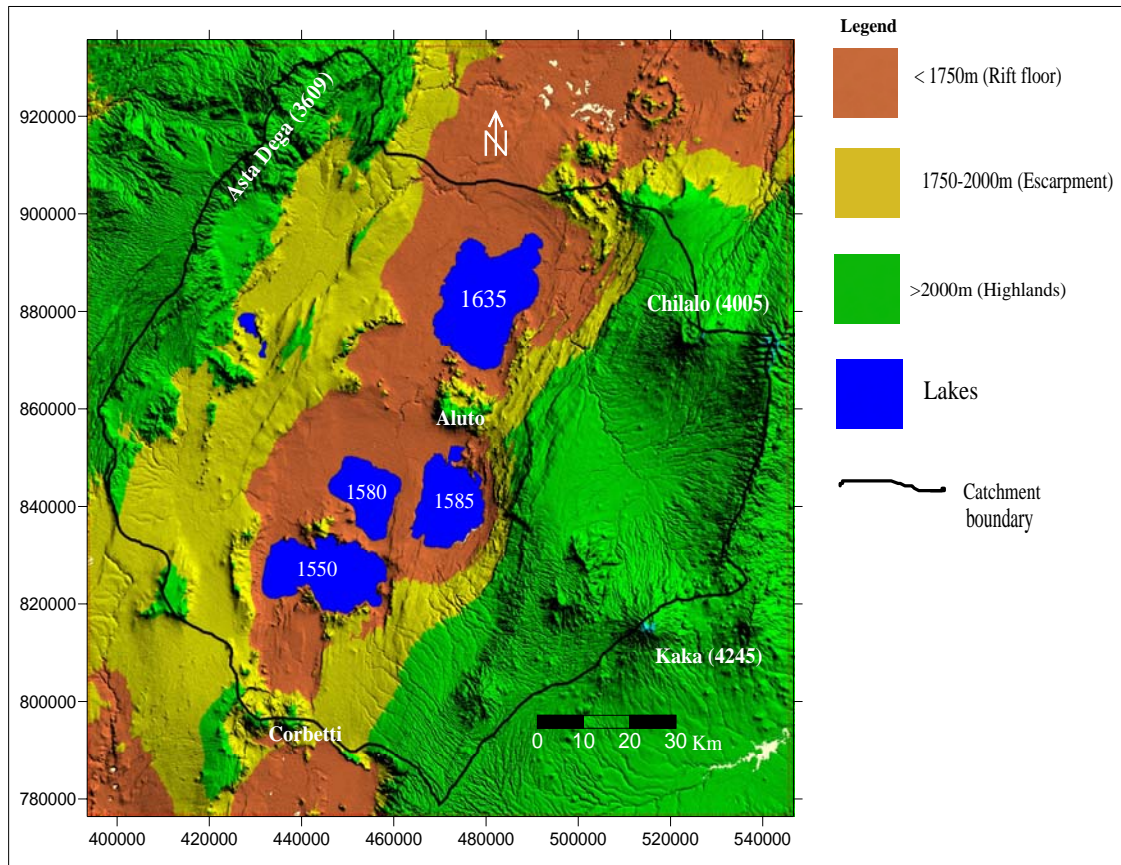 Legend
< 1750m (Rift floor)
1750-2000m (Escarpment)
>2000m (Highlands)
Lakes
Catchment
boundary
920000
900000
880000
860000
840000
820000
800000
780000
Asta Dega (3609)
N
1635
Chilalo (4005)
Aluto
1580
1585
1550
Kaka (4245)
Corbetti
0 10 20 30 Km
400000 420000 440000 460000 480000 500000 520000 540000